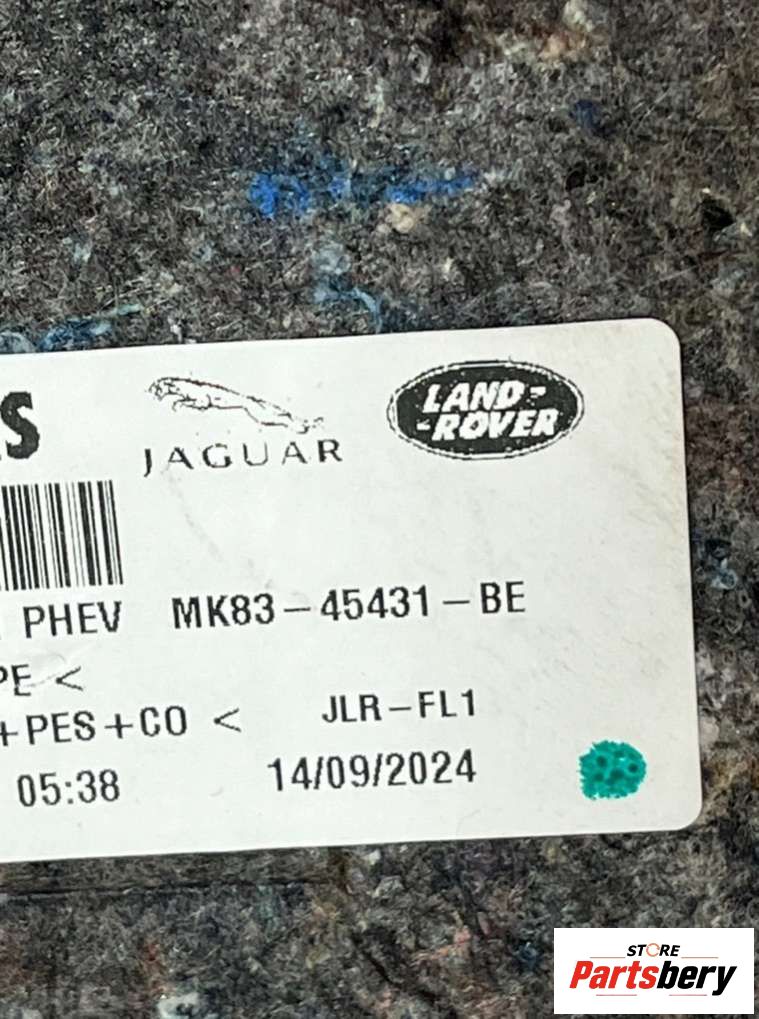 JAGUAR
LAND-
-ROVER
PHEV MK83-45431-BE
PE <
+PES+CO < JLR-FL1
05:38 14/09/2024
STORE
Partsbery